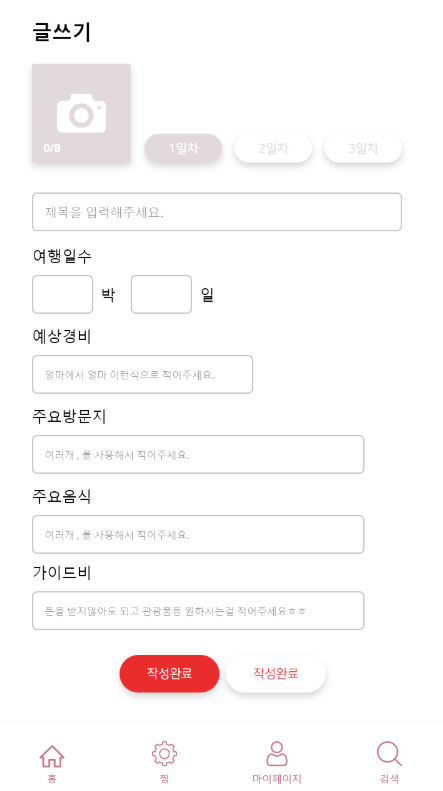 글쓰기
0/8
1일차 2일차 3일차
제목을 입력해주세요.
여행일수
박 일
예상경비
얼마에서 얼마 이런식으로 적어주세요.
주요방문지
여러개 , 를 사용해서 적어주세요.
주요음식
여러개 , 를 사용해서 적어주세요.
가이드비
돈을 받지않아도 되고 관광품등 원하시는걸 적어주세요ㅎㅎ
작성완료 작성완료
홈 찜 마이페이지 검색